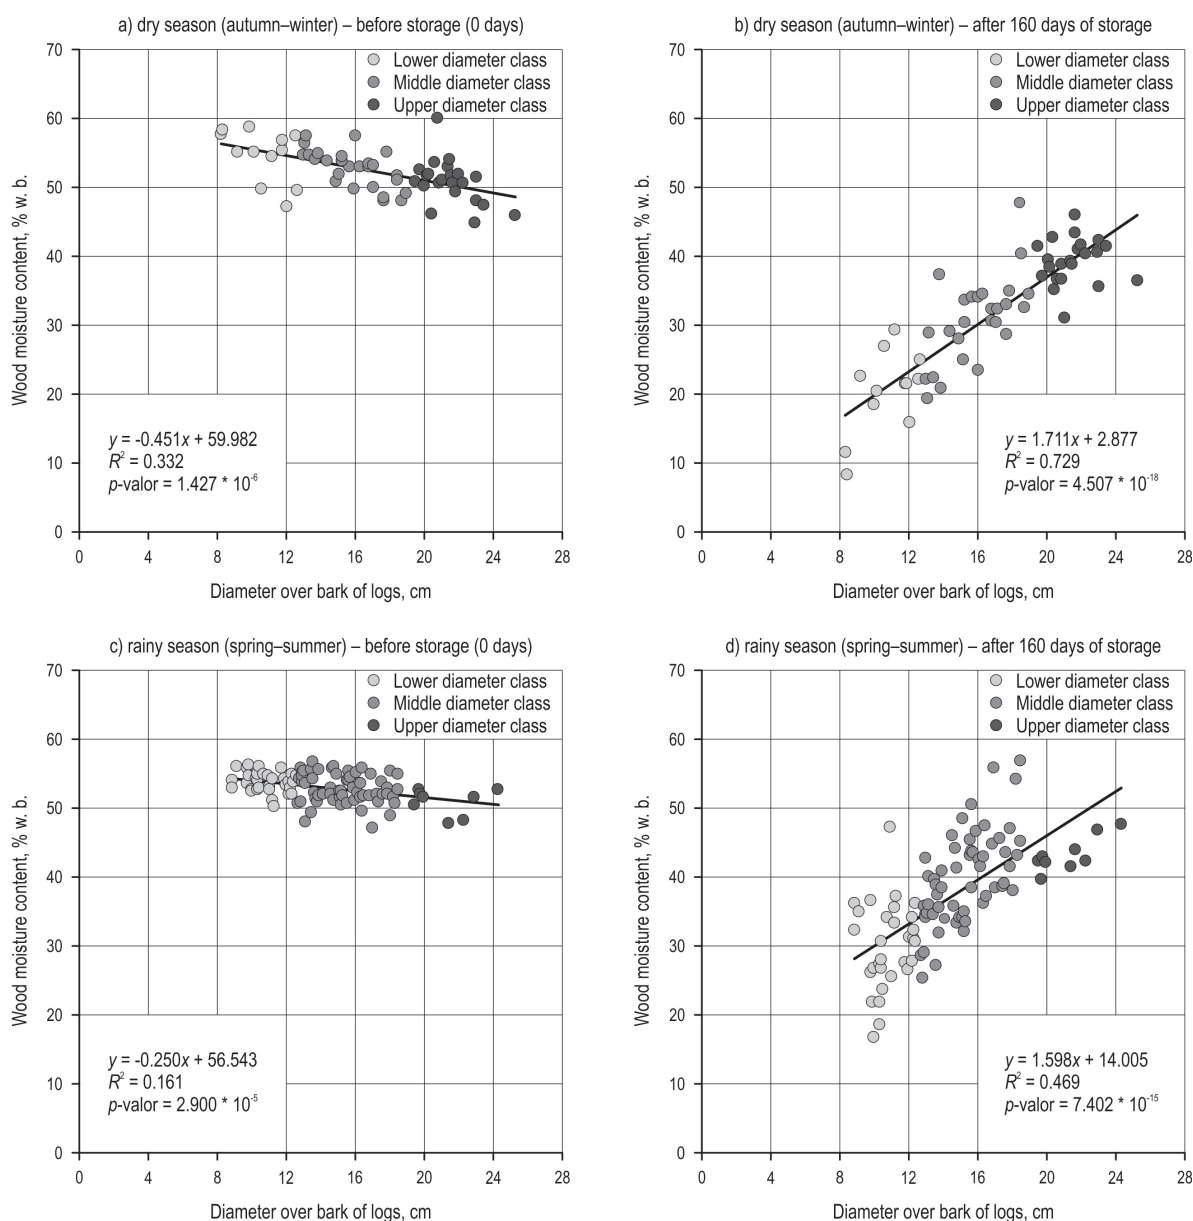 a) dry season (autumn–winter) – before storage (0 days)
70
60
50
40
30
20
10
0
Wood moisture content, % w. b.
Lower diameter class
Middle diameter class
Upper diameter class
y = -0.451x + 59.982
R² = 0.332
p-valor = 1.427 * 10⁻⁶
0 4 8 12 16 20 24 28
Diameter over bark of logs, cm
b) dry season (autumn–winter) – after 160 days of storage
70
60
50
40
30
20
10
0
Wood moisture content, % w. b.
Lower diameter class
Middle diameter class
Upper diameter class
y = 1.711x + 2.877
R² = 0.729
p-valor = 4.507 * 10⁻¹⁸
0 4 8 12 16 20 24 28
Diameter over bark of logs, cm
c) rainy season (spring–summer) – before storage (0 days)
70
60
50
40
30
20
10
0
Wood moisture content, % w. b.
Lower diameter class
Middle diameter class
Upper diameter class
y = -0.250x + 56.543
R² = 0.161
p-valor = 2.900 * 10⁻⁵
0 4 8 12 16 20 24 28
Diameter over bark of logs, cm
d) rainy season (spring–summer) – after 160 days of storage
70
60
50
40
30
20
10
0
Wood moisture content, % w. b.
Lower diameter class
Middle diameter class
Upper diameter class
y = 1.598x + 14.005
R² = 0.469
p-valor = 7.402 * 10⁻¹⁵
0 4 8 12 16 20 24 28
Diameter over bark of logs, cm